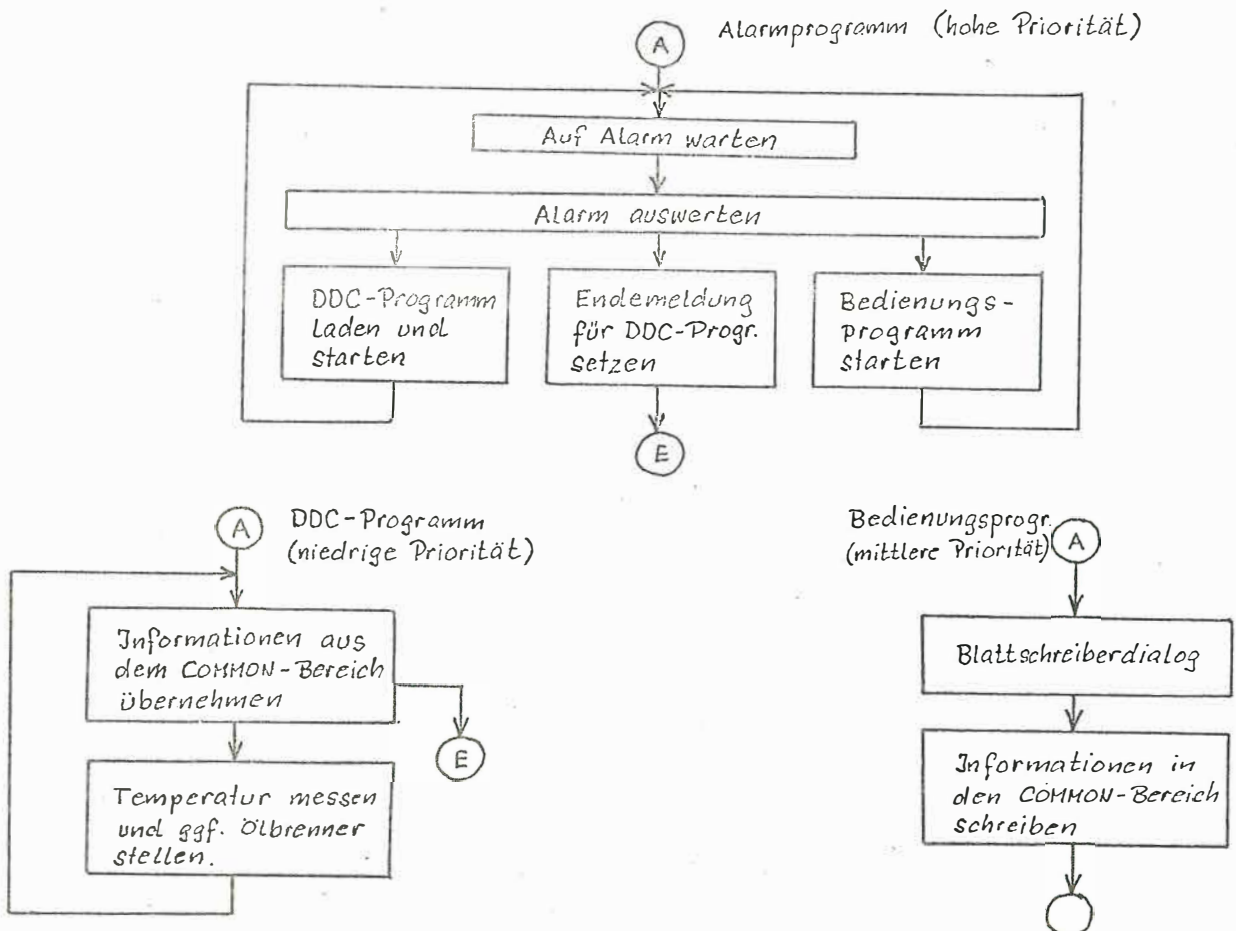 Alarmprogramm (hohe Priorität)
A
Auf Alarm warten
Alarm auswerten
DDC-Programm
laden und
starten
Endemeldung
für DDC-Progr.
setzen
Bedienungs-
programm
starten
E
A
DDC-Programm
(niedrige Priorität)
Informationen aus
dem COMMON-Bereich
übernehmen
E
Temperatur messen
und ggf. Ölbrenner
stellen.
Bedienungsprogr.
(mittlere Priorität)
A
Blattschreiberdialog
Informationen in
den COMMON-Bereich
schreiben